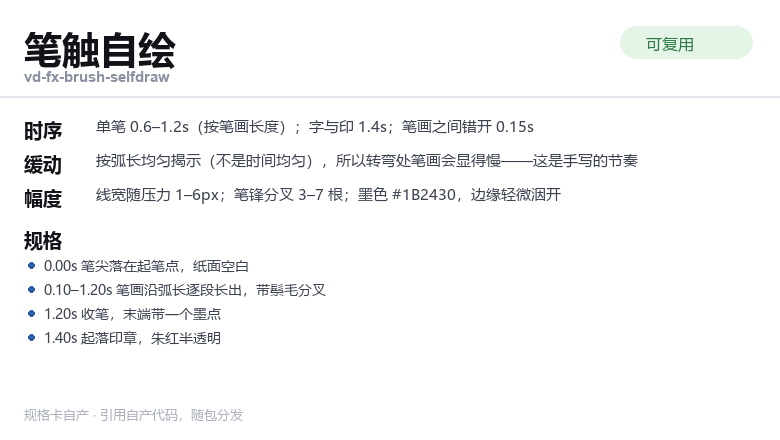 笔触自绘
可复用
vd-fx-brush-selfdraw
时序 单笔 0.6–1.2s（按笔画长度）；字与印 1.4s；笔画之间错开 0.15s
缓动 按弧长均匀揭示（不是时间均匀），所以转弯处笔画会显得慢——这是手写的节奏
幅度 线宽随压力 1–6px；笔锋分叉 3–7 根；墨色 #1B2430，边缘轻微洇开
规格
0.00s 笔尖落在起笔点，纸面空白
0.10–1.20s 笔画沿弧长逐段长出，带鬃毛分叉
1.20s 收笔，末端带一个墨点
1.40s 起落印章，朱红半透明
规格卡自产 · 引用自产代码，随包分发